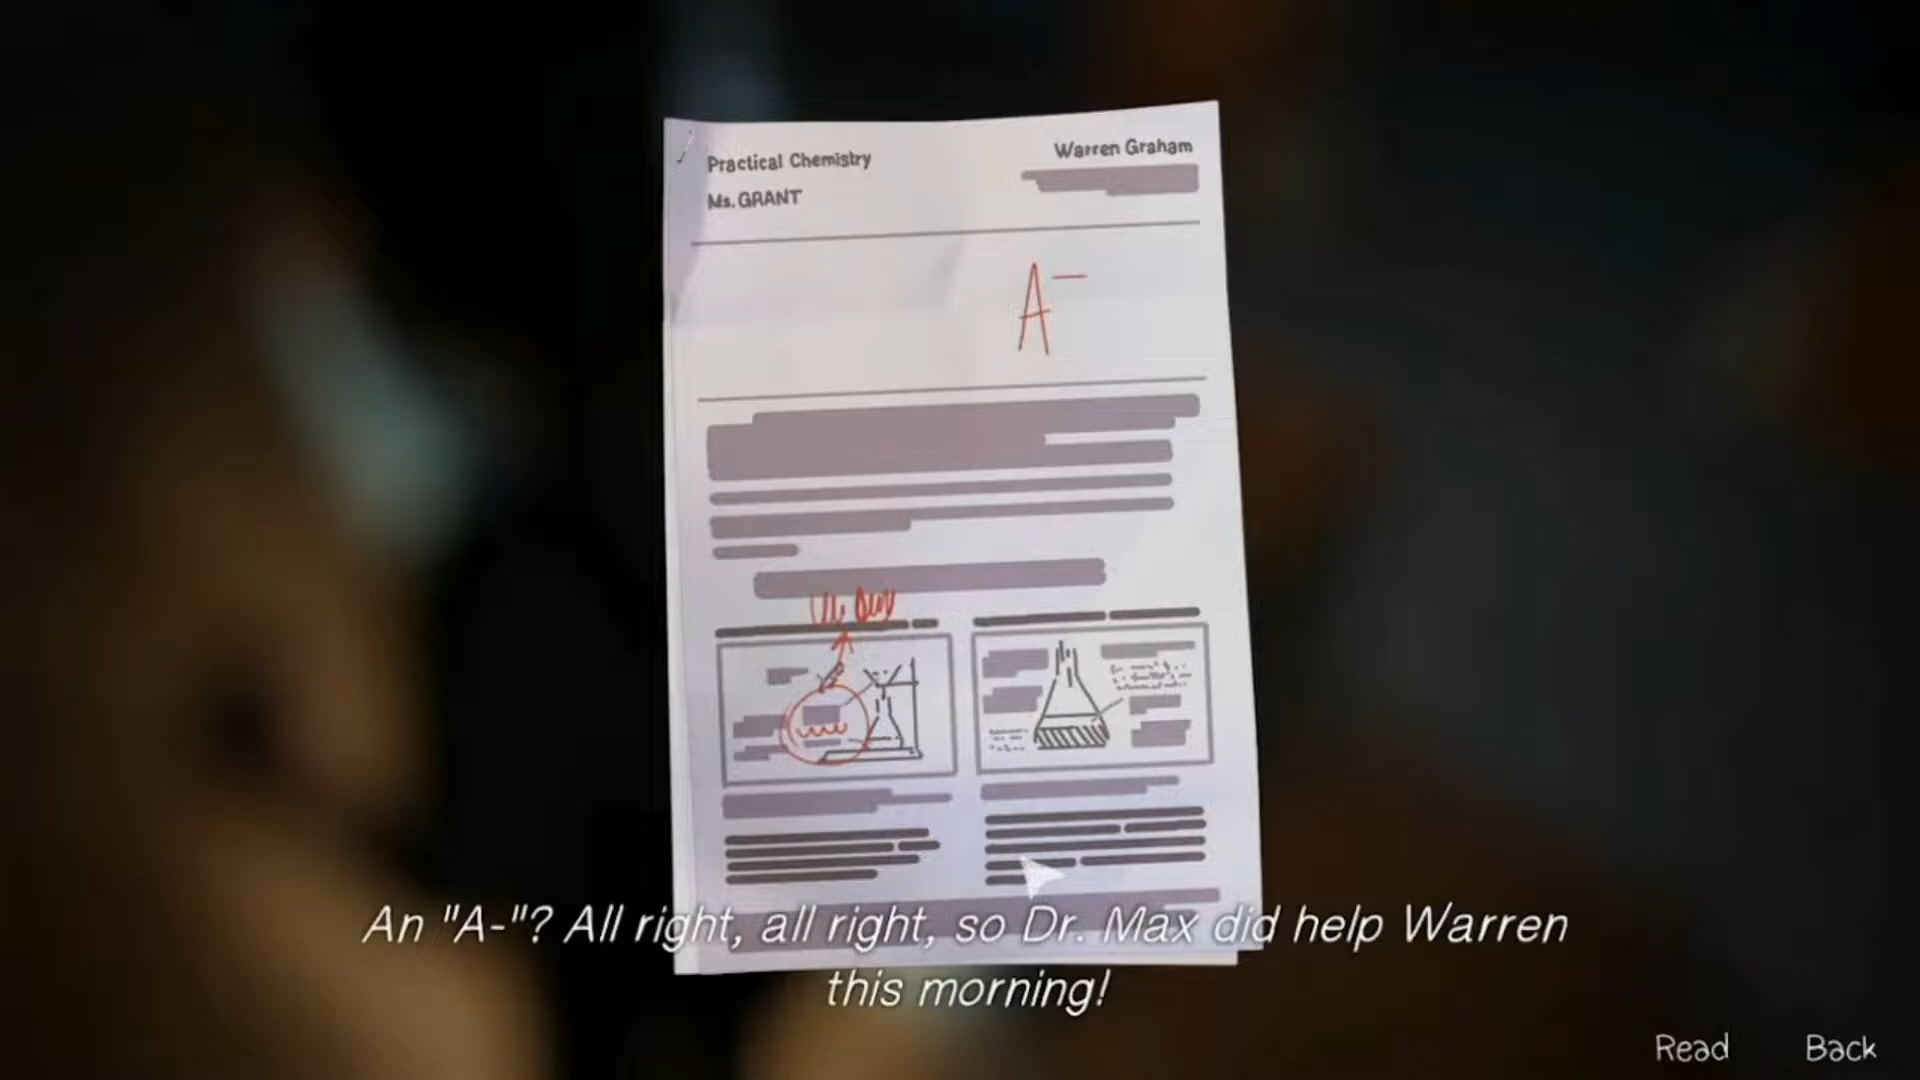 Practical Chemistry
Warren Graham
Ms. GRANT
A-
An "A-"? All right, all right, so Dr. Max did help Warren
this morning!
Read
Back